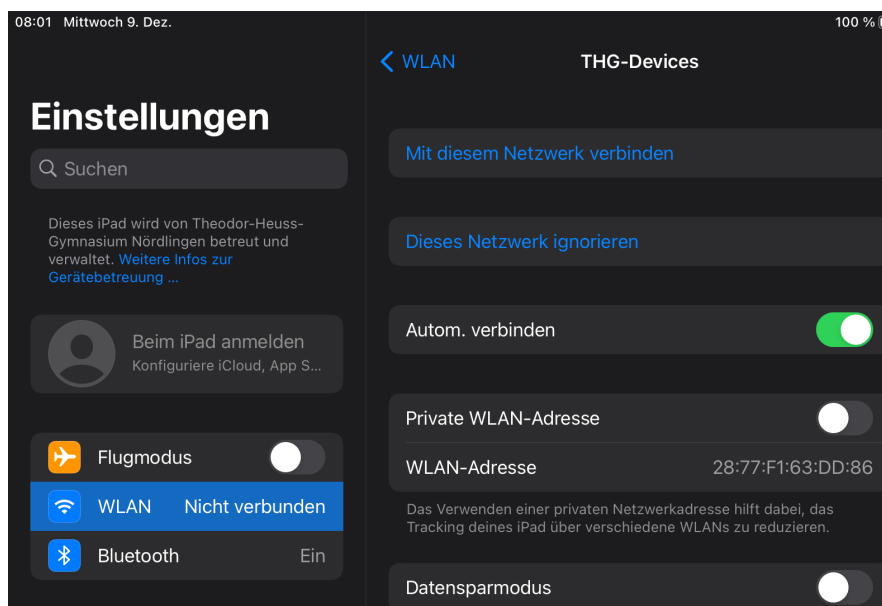 08:01 Mittwoch 9. Dez.
100 %
Einstellungen
Suchen
Dieses iPad wird von Theodor-Heuss-
Gymnasium Nördlingen betreut und
verwaltet. Weitere Infos zur
Gerätebetreuung ...
Beim iPad anmelden
Konfiguriere iCloud, App S...
Flugmodus
WLAN Nicht verbunden
Bluetooth Ein
WLAN
THG-Devices
Mit diesem Netzwerk verbinden
Dieses Netzwerk ignorieren
Autom. verbinden
Private WLAN-Adresse
WLAN-Adresse 28:77:F1:63:DD:86
Das Verwenden einer privaten Netzwerkadresse hilft dabei, das
Tracking deines iPad über verschiedene WLANs zu reduzieren.
Datensparmodus